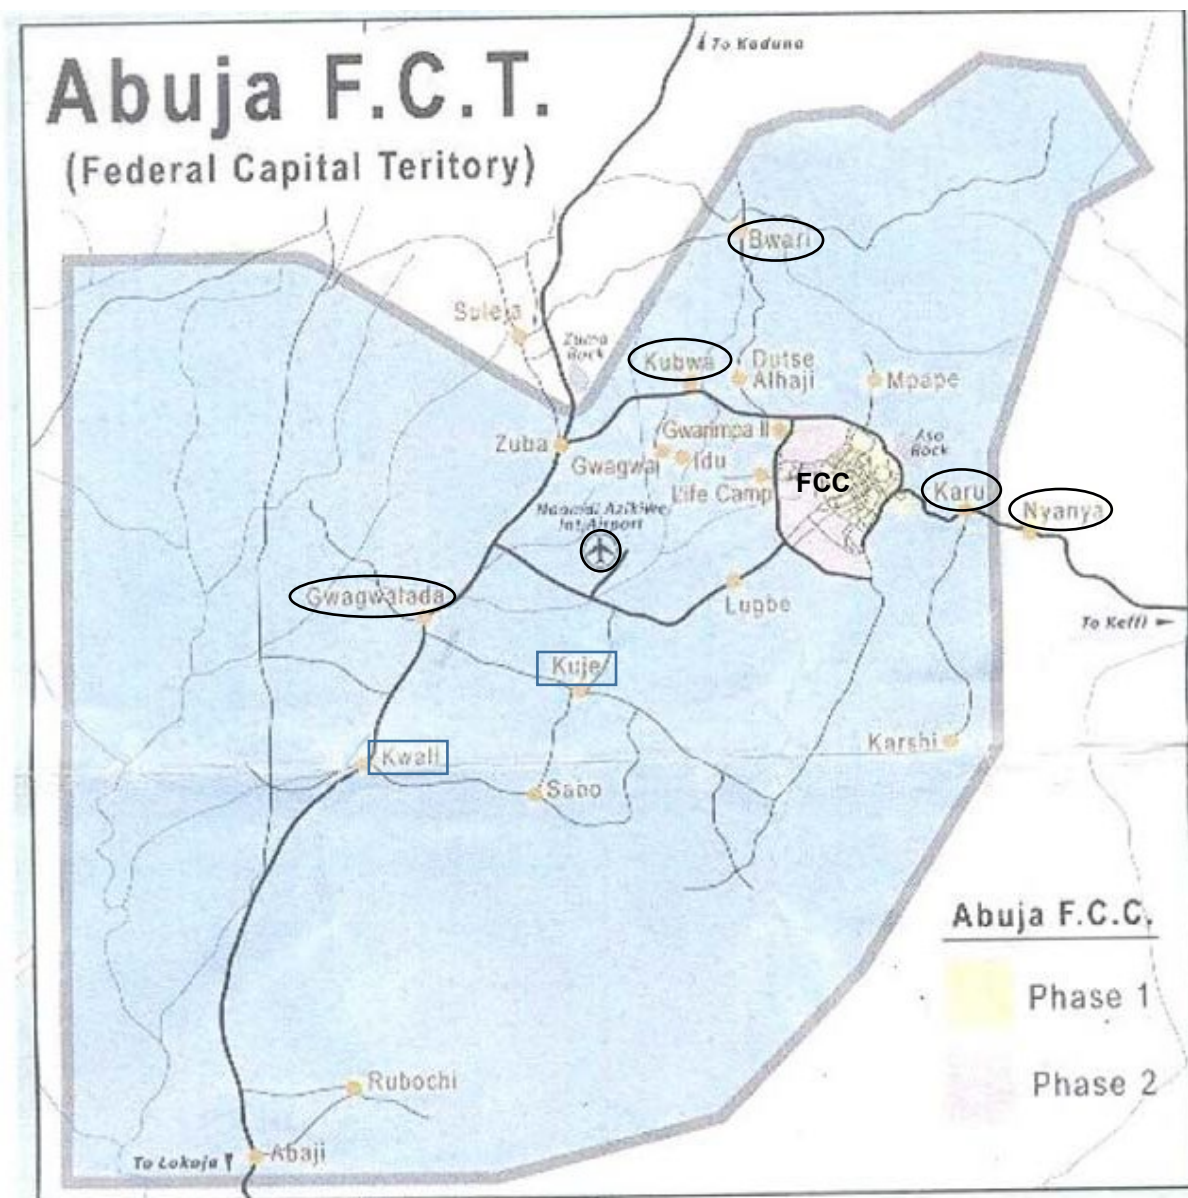 To Kaduna
Abuja F.C.T.
(Federal Capital Teritory)
Bwari
Suleja
Zuma
Rock
Kubwa
Dutse
Alhaji
Mpape
Zuba
Gwarimpa II
Aso
Rock
Gwagwa
Idu
Life Camp
FCC
Karu
Nyanya
Nnamdi Azikiwe
Int. Airport
Gwagwalada
Lugbe
To Keffi
Kuje
Karshi
Kwali
Sabo
Abuja F.C.C.
Phase 1
Phase 2
Rubochi
Abaji
To Lokoja